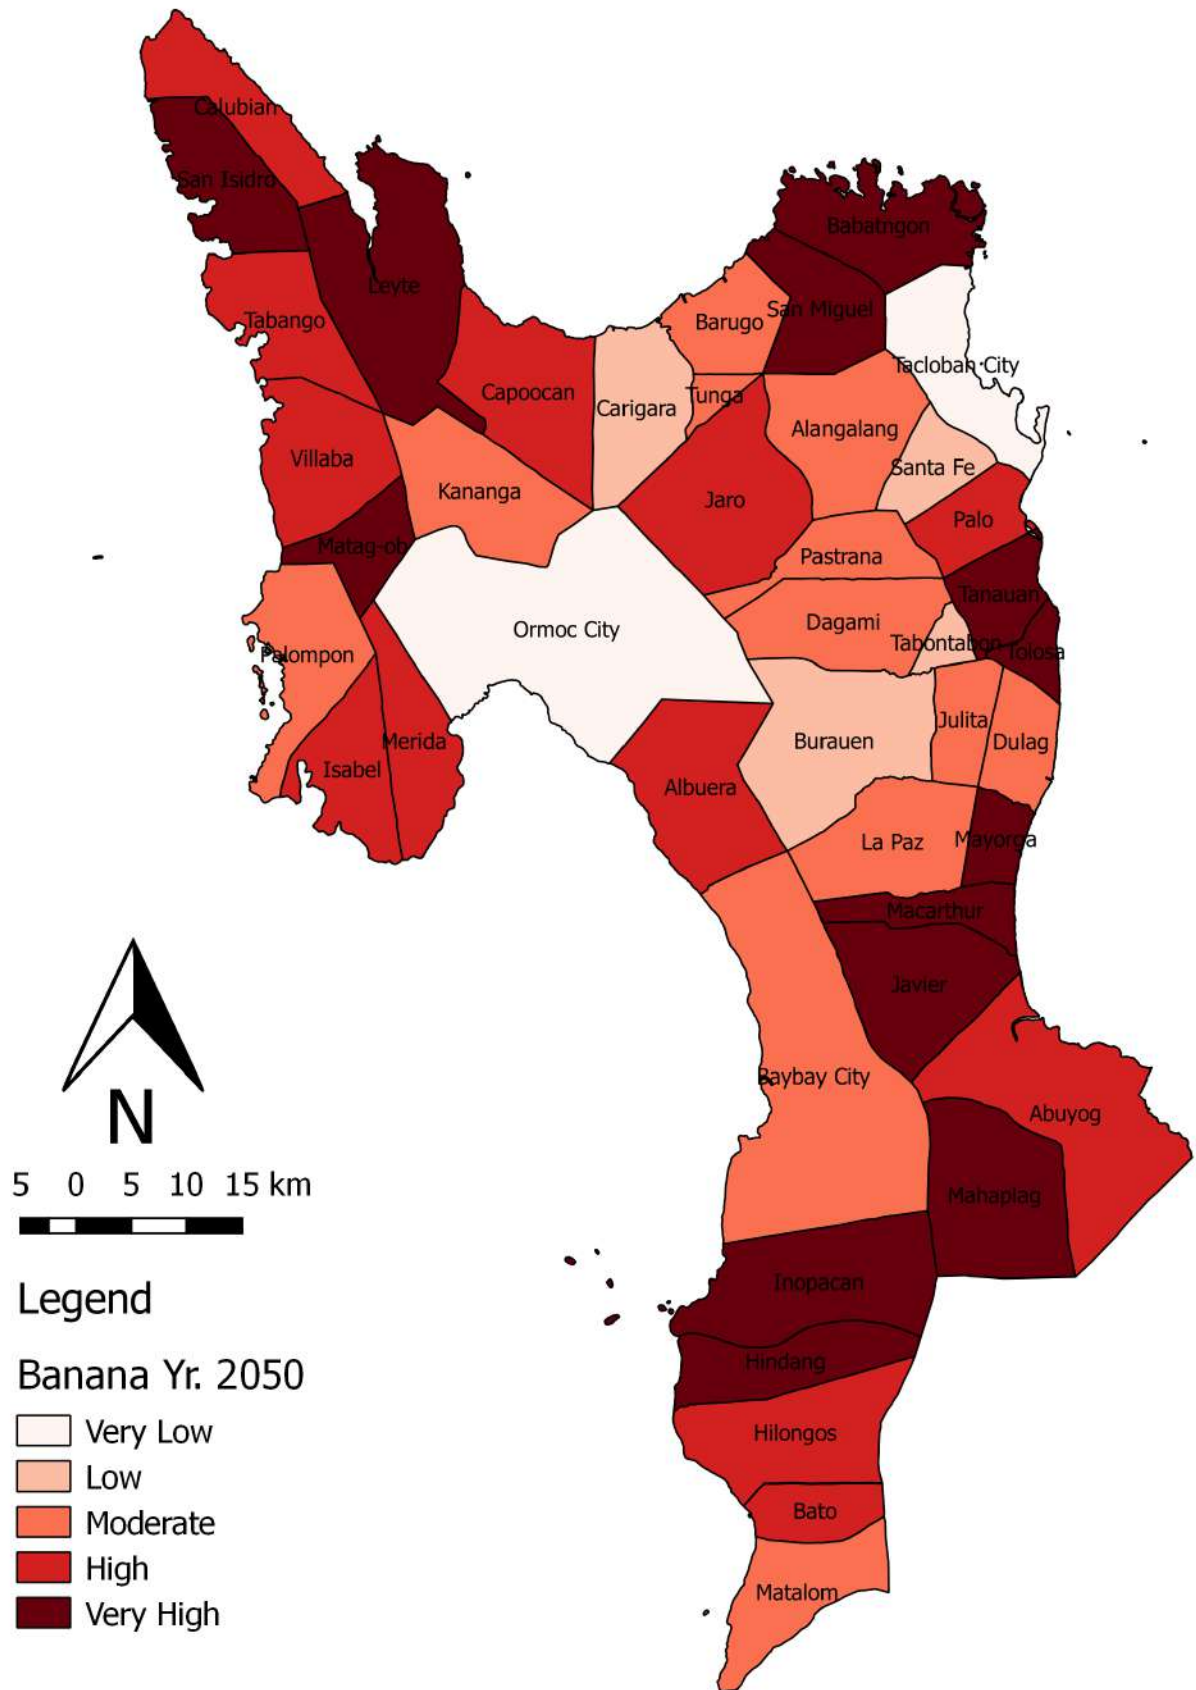 Calubian
San Isidro
Babatngon
Leyte
San Miguel
Tabango
Barugo
Tacloban City
Capoocan
Tunga
Carigara
Alangalang
Villaba
Santa Fe
Kananga
Jaro
Palo
Matag-ob
Pastrana
Tanauan
Dagami
Ormoc City
Tabontabon
Tolosa
Palompon
Julita
Merida
Burauen
Dulag
Isabel
Albuera
La Paz
Mayorga
Macarthur
Javier
Baybay City
Abuyog
N
5 0 5 10 15 km
Mahaplag
Inopacan
Legend
Hindang
Banana Yr. 2050
Hilongos
Very Low
Low
Bato
Moderate
High
Matalom
Very High